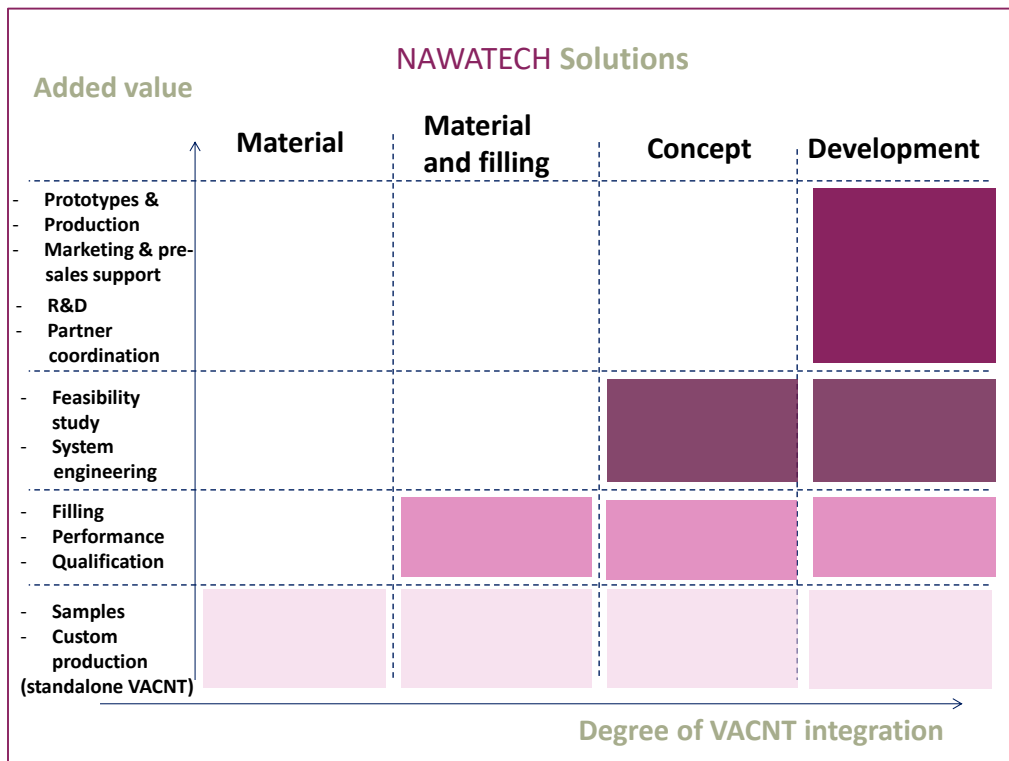 NAWATECH Solutions
Added value
Material
Material
and filling
Concept
Development
- Prototypes &
- Production
- Marketing & pre-
sales support
- R&D
- Partner
coordination
- Feasibility
study
- System
engineering
- Filling
- Performance
- Qualification
- Samples
- Custom
production
(standalone VACNT)
Degree of VACNT integration